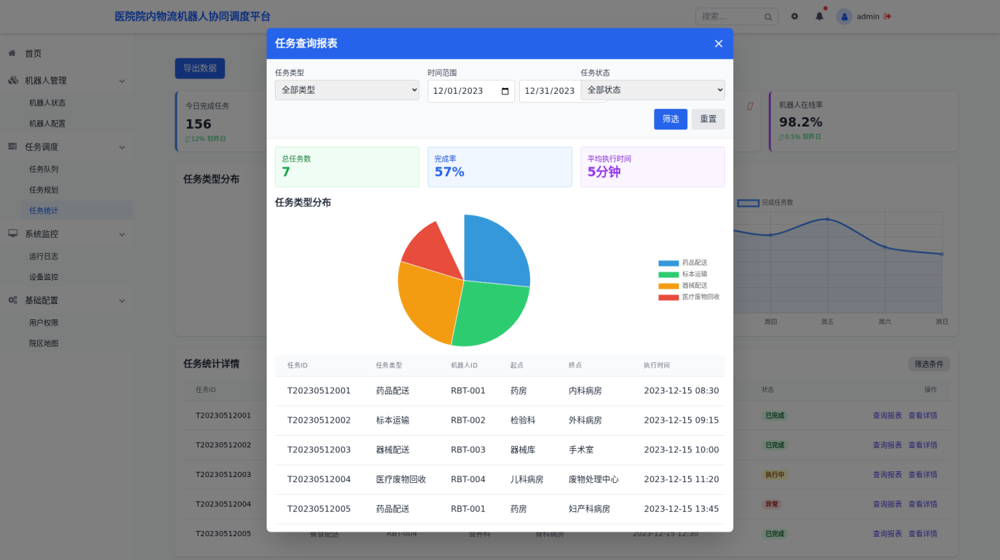 医院院内物流机器人协同调度平台
搜索...
admin
首页
机器人管理
机器人状态
机器人配置
任务调度
任务队列
任务规划
任务统计
系统监控
运行日志
设备监控
基础配置
用户权限
院区地图
导出数据
今日完成任务
156
12% 较昨日
机器人在线率
98.2%
0.5% 较昨日
任务类型分布
完成任务数
周四 周五 周六 周日
任务统计详情
筛选条件
任务ID 状态 操作
T20230512001 已完成 查询报表 查看详情
T20230512002 已完成 查询报表 查看详情
T20230512003 执行中 查询报表 查看详情
T20230512004 异常 查询报表 查看详情
T20230512005 餐食配送 RBT-004 营养科 骨科病房 2023-12-15 12:30 已完成 查询报表 查看详情
任务查询报表
任务类型 时间范围 任务状态
全部类型 12/01/2023 12/31/2023 全部状态
筛选 重置
总任务数
7
完成率
57%
平均执行时间
5分钟
任务类型分布
药品配送
标本运输
器械配送
医疗废物回收
任务ID 任务类型 机器人ID 起点 终点 执行时间
T20230512001 药品配送 RBT-001 药房 内科病房 2023-12-15 08:30
T20230512002 标本运输 RBT-002 检验科 外科病房 2023-12-15 09:15
T20230512003 器械配送 RBT-003 器械库 手术室 2023-12-15 10:00
T20230512004 医疗废物回收 RBT-004 儿科病房 废物处理中心 2023-12-15 11:20
T20230512005 药品配送 RBT-001 药房 妇产科病房 2023-12-15 13:45